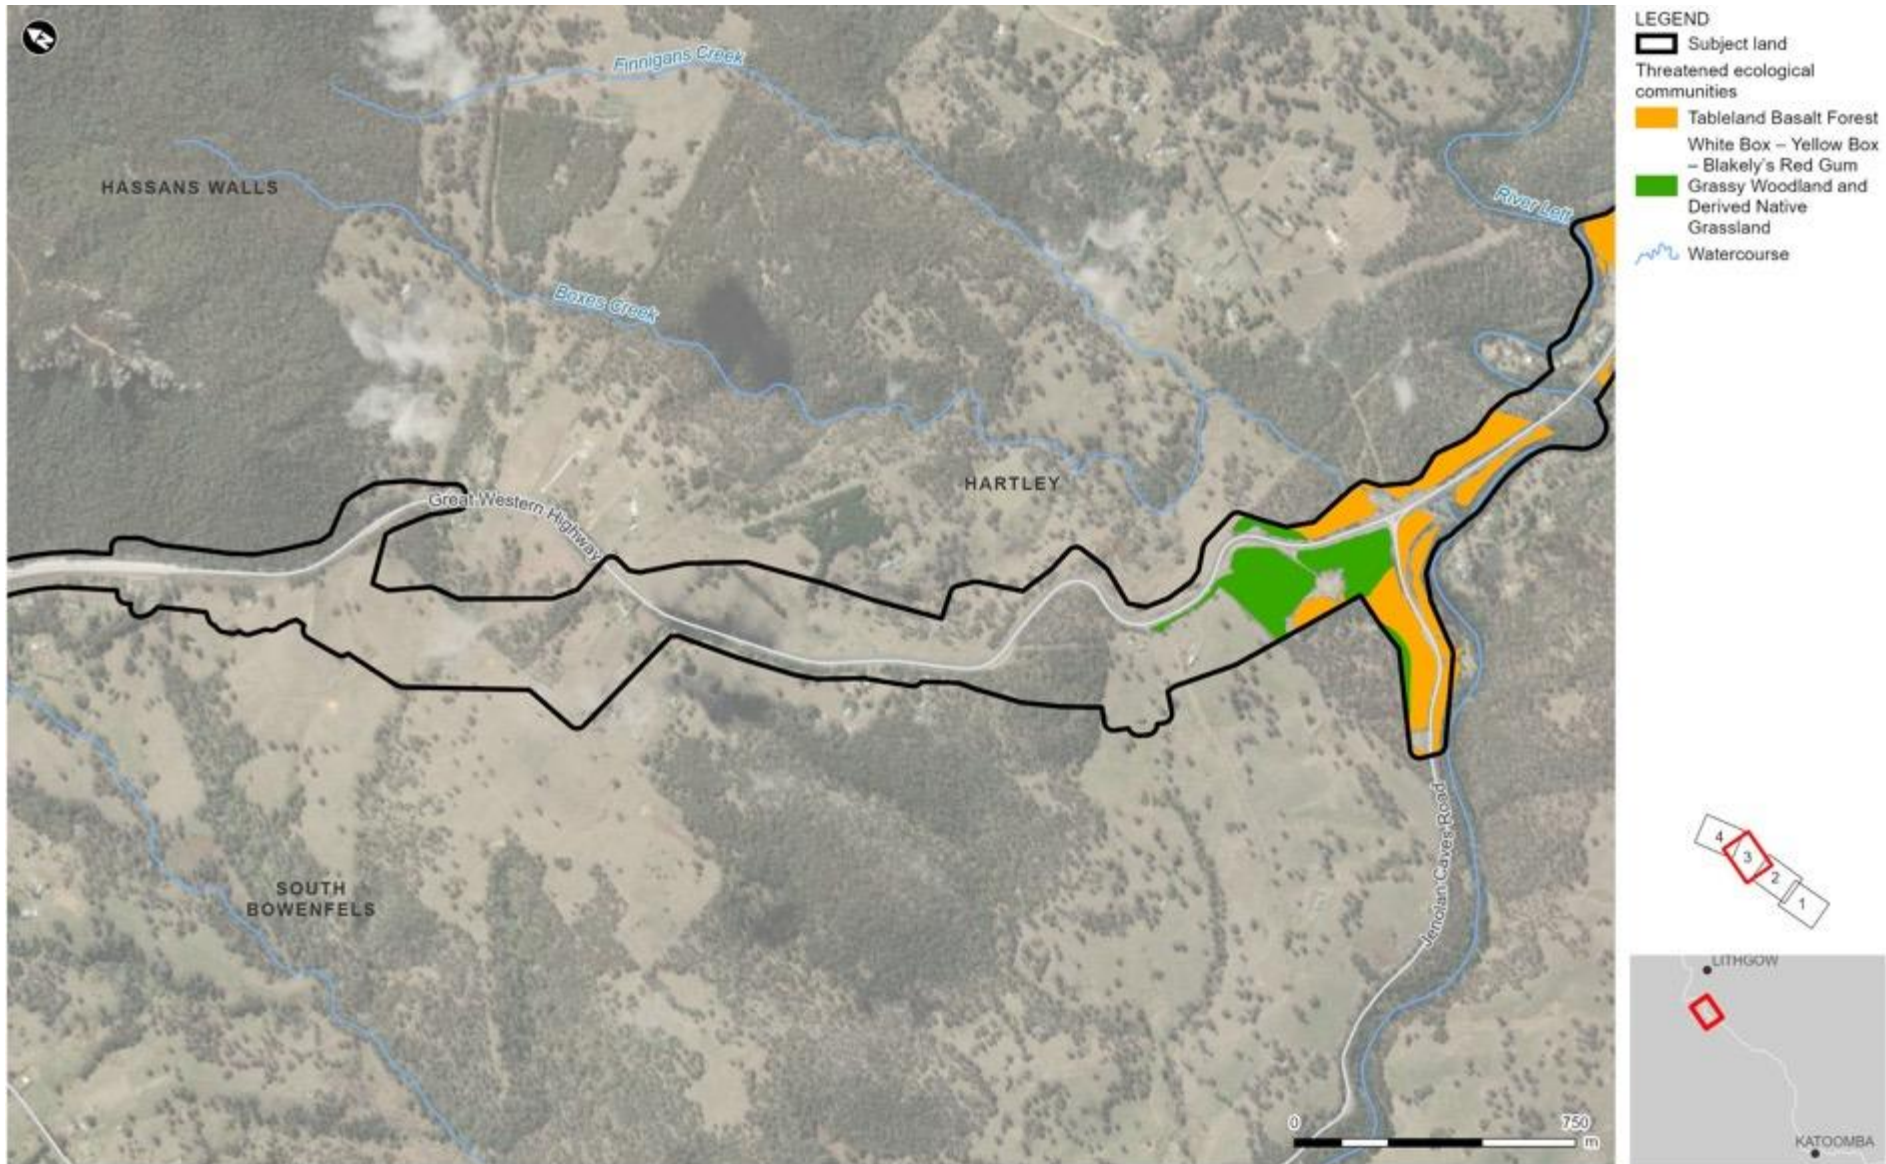 N
Finnigans Creek
HASSANS WALLS
River Lett
Boxes Creek
HARTLEY
Great Western Highway
SOUTH
BOWENFELS
Jenolan Caves Road
0
750
m
LEGEND
Subject land
Threatened ecological
communities
Tableland Basalt Forest
White Box – Yellow Box
– Blakely's Red Gum
Grassy Woodland and
Derived Native
Grassland
Watercourse
4
3
2
1
LITHGOW
KATOOMBA